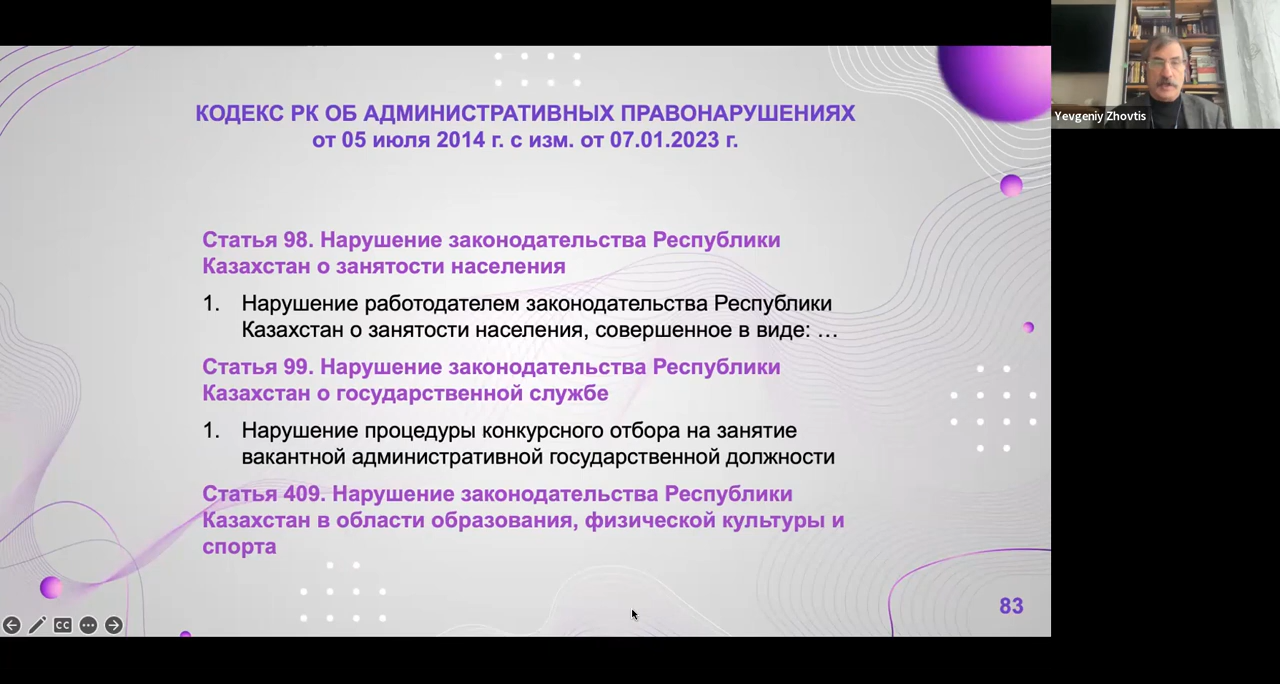 КОДЕКС РК ОБ АДМИНИСТРАТИВНЫХ ПРАВОНАРУШЕНИЯХ
от 05 июля 2014 г. с изм. от 07.01.2023 г.
Статья 98. Нарушение законодательства Республики
Казахстан о занятости населения
1. Нарушение работодателем законодательства Республики
Казахстан о занятости населения, совершенное в виде: …
Статья 99. Нарушение законодательства Республики
Казахстан о государственной службе
1. Нарушение процедуры конкурсного отбора на занятие
вакантной административной государственной должности
Статья 409. Нарушение законодательства Республики
Казахстан в области образования, физической культуры и
спорта
83
CC
Yevgeniy Zhovtis